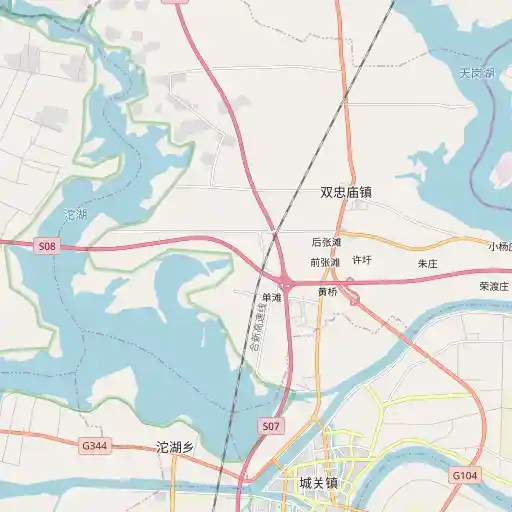 天岗湖
双忠庙镇
沱湖
后张滩
小杨庄
S08
前张滩
许圩
朱庄
荣渡庄
单滩
黄桥
合新高速线
S07
G344
沱湖乡
G104
城关镇